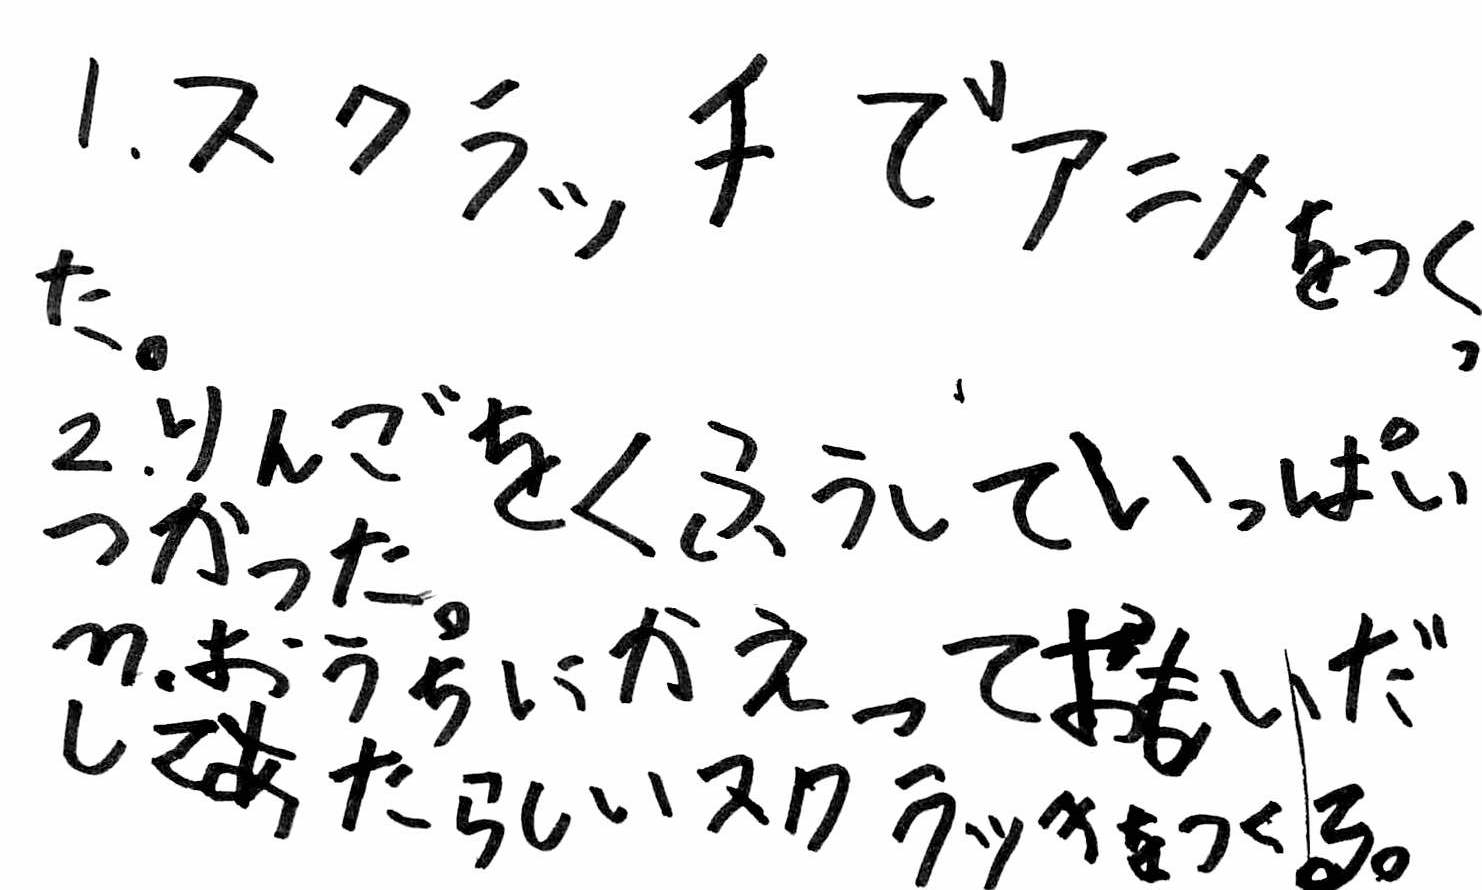 1.スクラッチでアニメをつくっ
た。
2.りんごをくふうしていっぱい
つかった。
3.おうちにかえっておもいだ
してあたらしいスクラッチをつくる。